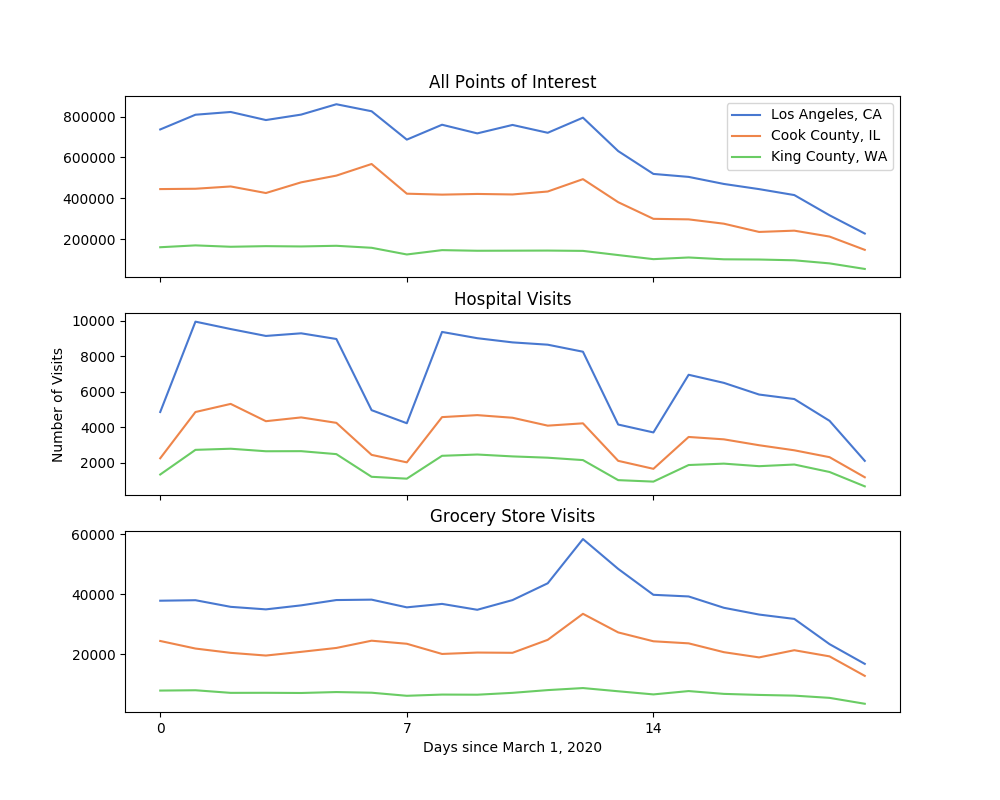 All Points of Interest
800000
600000
400000
200000
Los Angeles, CA
Cook County, IL
King County, WA
Hospital Visits
10000
8000
6000
4000
2000
Number of Visits
Grocery Store Visits
60000
40000
20000
0 7 14
Days since March 1, 2020